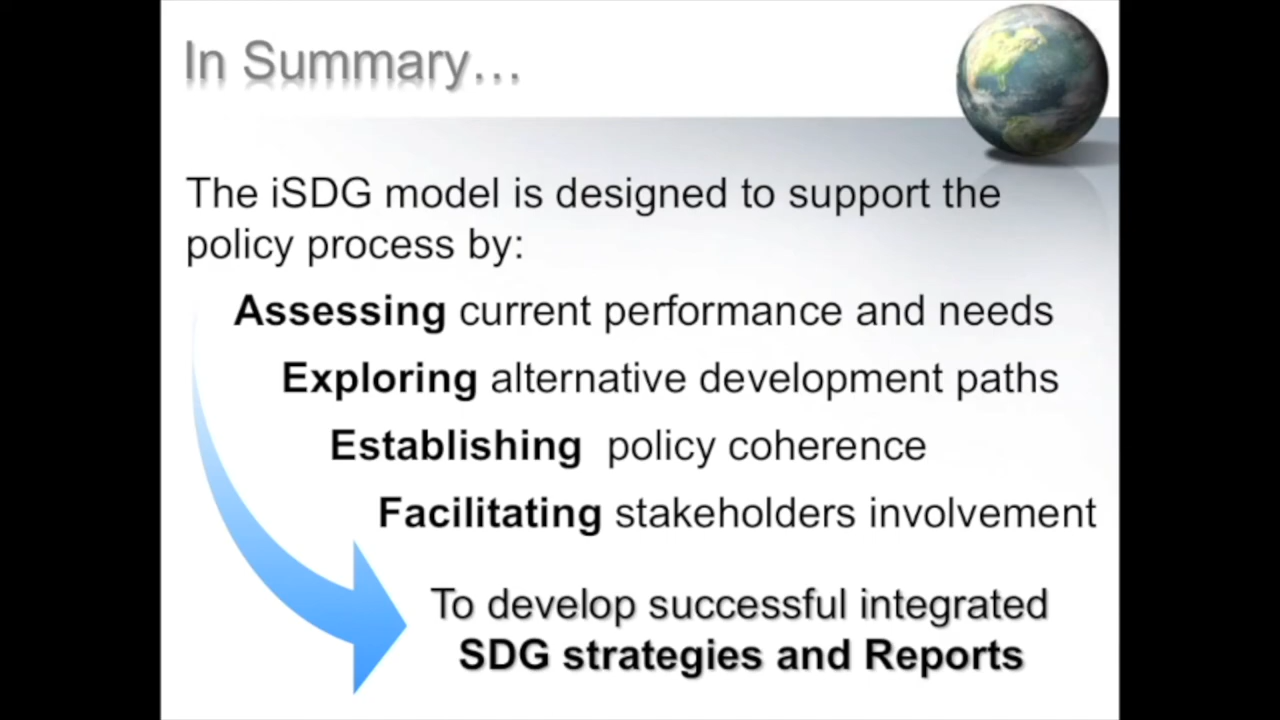 In Summary…
The iSDG model is designed to support the
policy process by:
Assessing current performance and needs
Exploring alternative development paths
Establishing  policy coherence
Facilitating stakeholders involvement
To develop successful integrated
SDG strategies and Reports